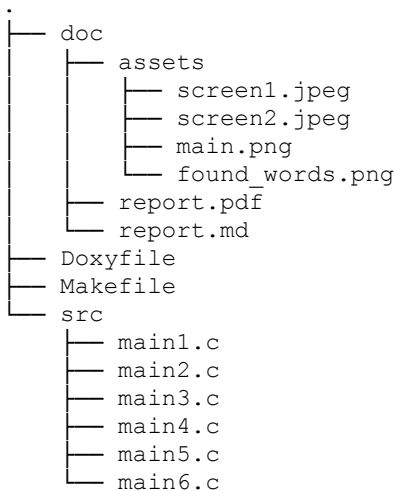 .
├── doc
│   ├── assets
│   │   ├── screen1.jpeg
│   │   ├── screen2.jpeg
│   │   ├── main.png
│   │   └── found_words.png
│   ├── report.pdf
│   └── report.md
├── Doxyfile
├── Makefile
└── src
    ├── main1.c
    ├── main2.c
    ├── main3.c
    ├── main4.c
    ├── main5.c
    └── main6.c